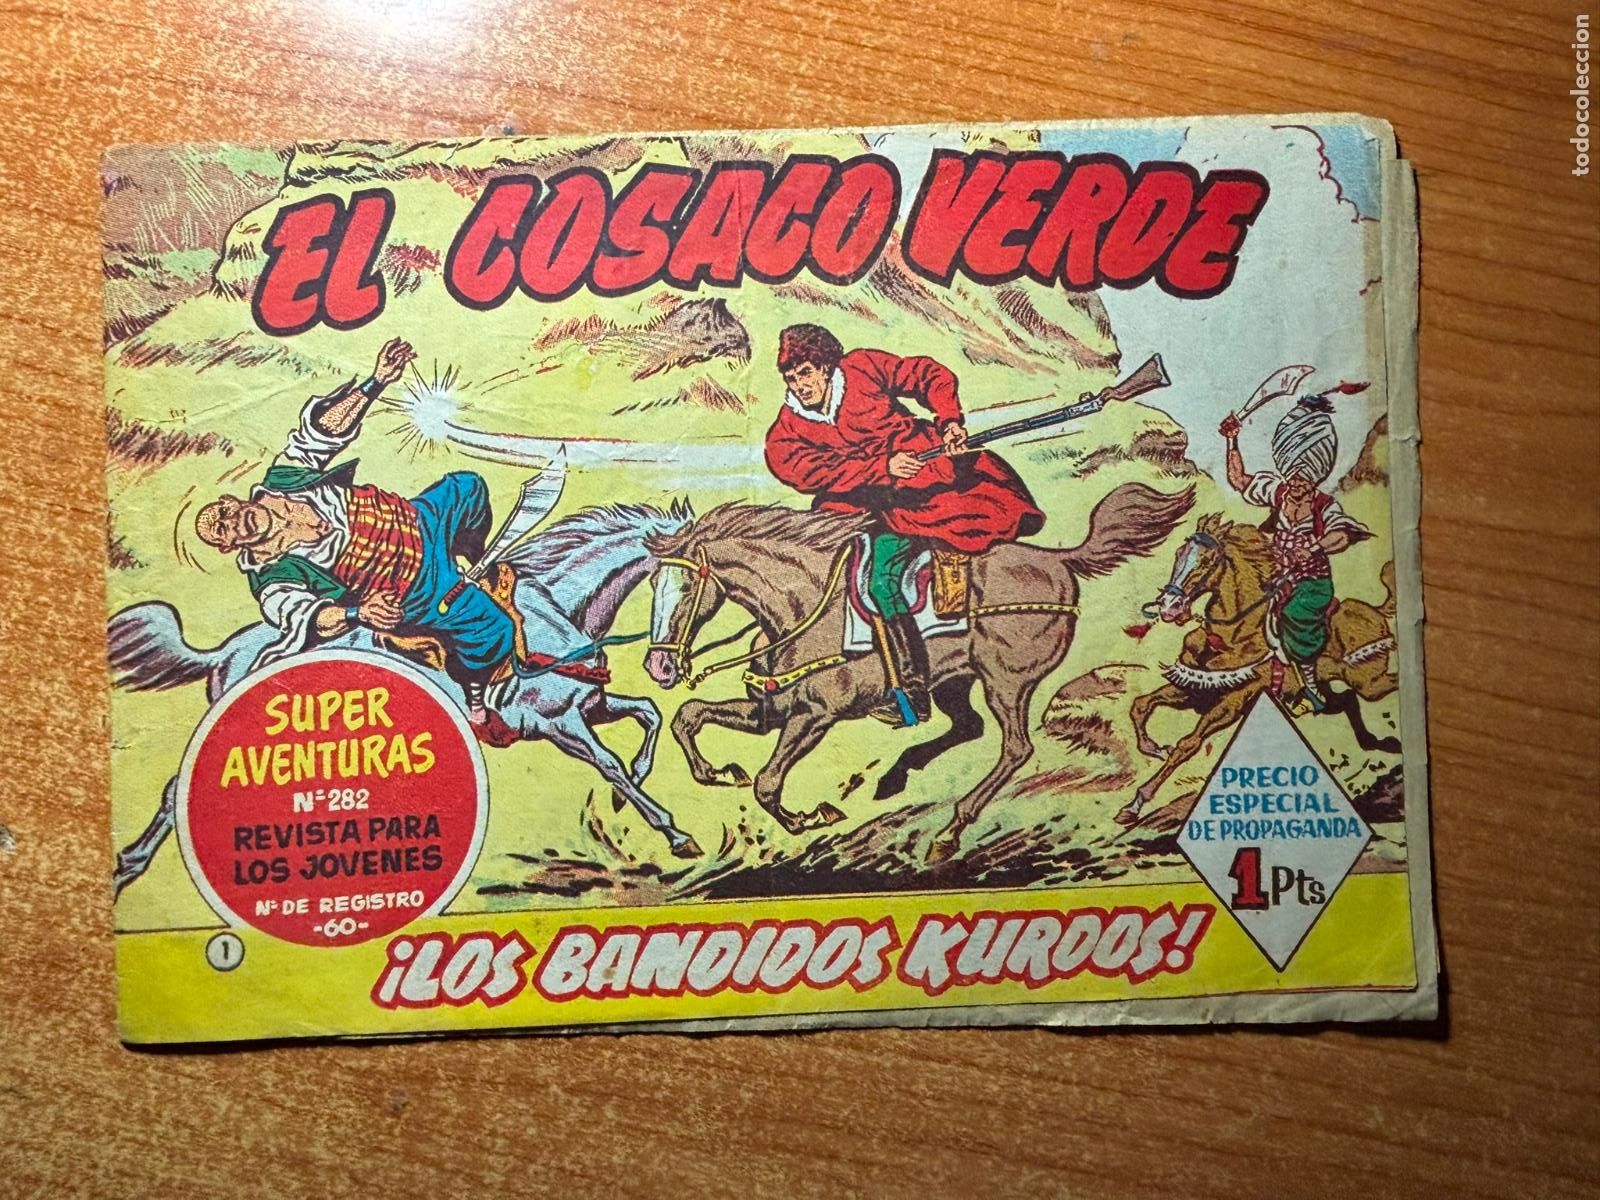 EL COSACO VERDE
SUPER
AVENTURAS
Nº 282
REVISTA PARA
LOS JOVENES
Nº DE REGISTRO
-60-
1
PRECIO
ESPECIAL
DE PROPAGANDA
1 Pts
¡LOS BANDIDOS KURDOS!
todocoleccion